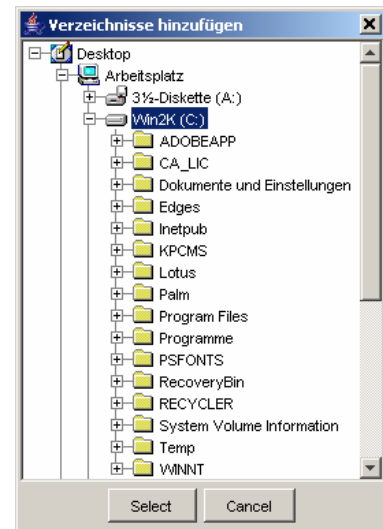 Verzeichnisse hinzufügen
Desktop
Arbeitsplatz
3½-Diskette (A:)
Win2K (C:)
ADOBEAPP
CA_LIC
Dokumente und Einstellungen
Edges
Inetpub
KPCMS
Lotus
Palm
Program Files
Programme
PSFONTS
RecoveryBin
RECYCLER
System Volume Information
Temp
WINNT
Select Cancel